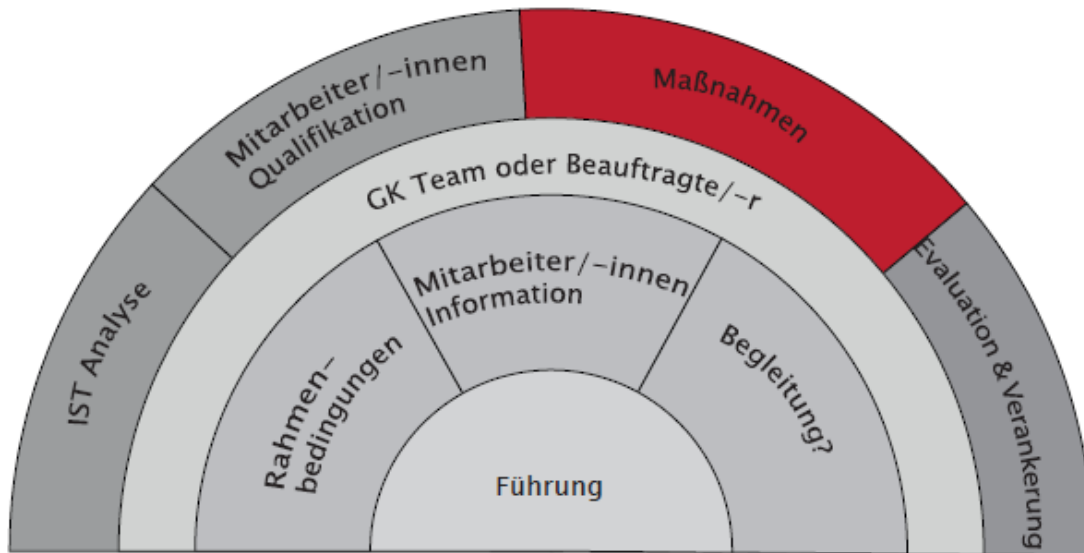 IST Analyse
Mitarbeiter/-innen
Qualifikation
Maßnahmen
Evaluation & Verankerung
GK Team oder Beauftragte/-r
Rahmen-
bedingungen
Mitarbeiter/-innen
Information
Begleitung?
Führung